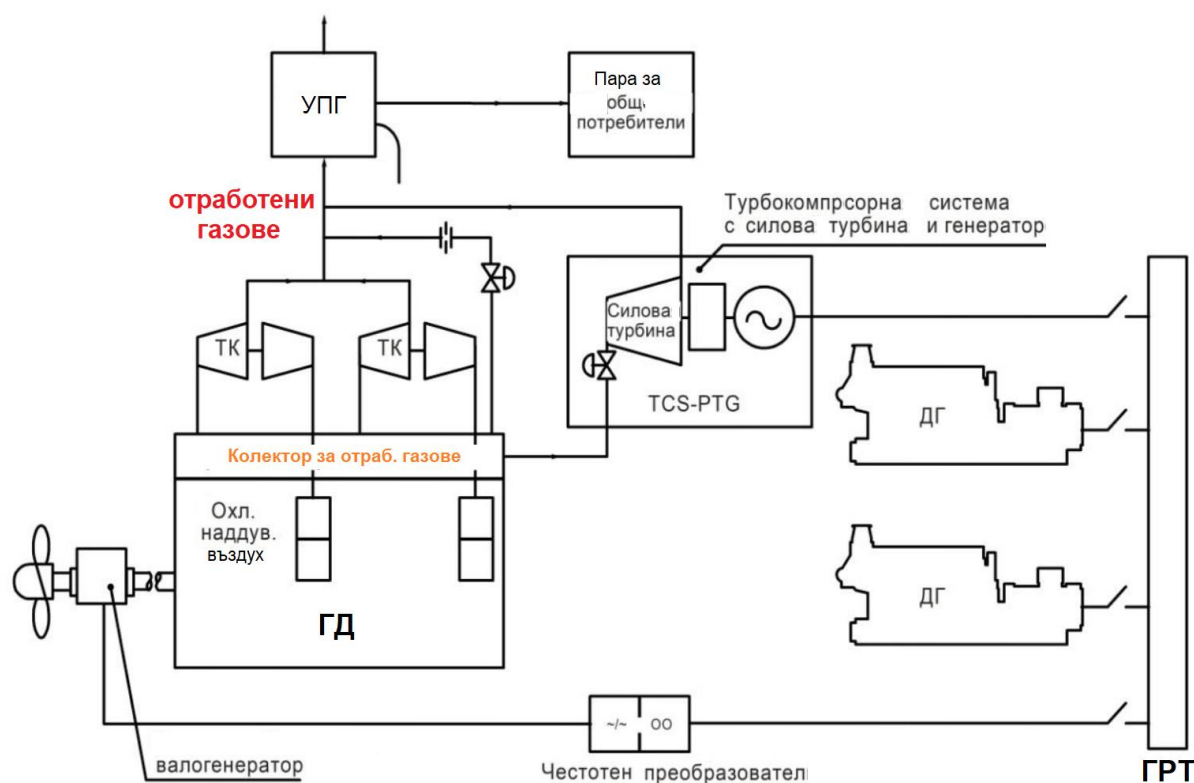 УПГ
Пара за
общ.
потребители
отработени
газове
Турбокомпрсорна система
с силова турбина и генератор
Силова
турбина
ТК
ТК
TCS-PTG
ДГ
Колектор за отраб. газове
Охл.
наддув.
въздух
ДГ
ГД
~/~
OO
валогенератор
Честотен преобразовател
ГРТ